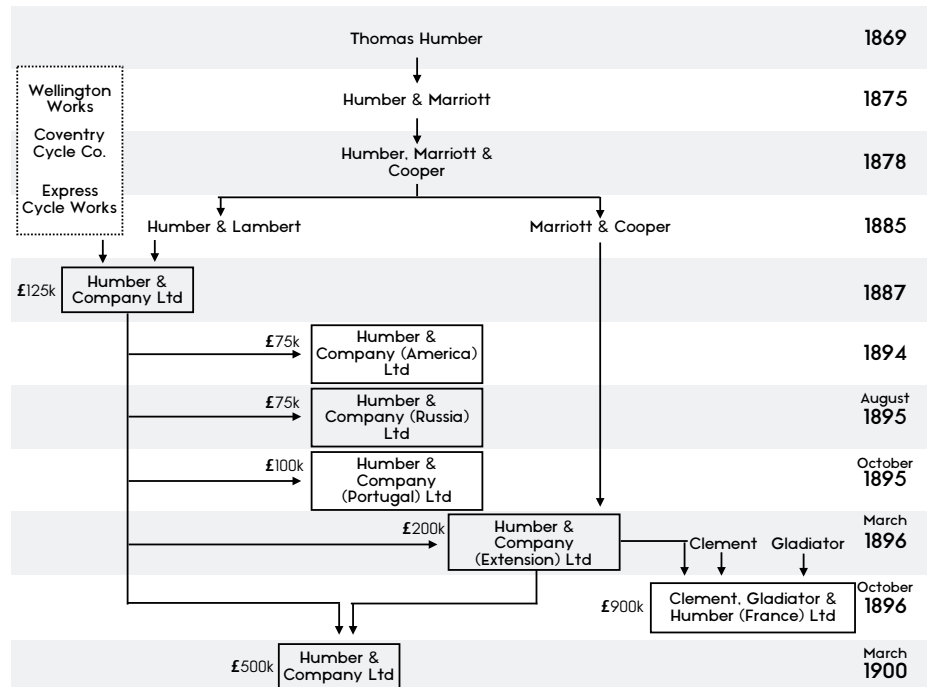 Thomas Humber
1869
Wellington
Works
Coventry
Cycle Co.
Express
Cycle Works
Humber & Marriott
1875
Humber, Marriott &
Cooper
1878
Humber & Lambert
Marriott & Cooper
1885
£125k
Humber &
Company Ltd
1887
£75k
Humber &
Company (America)
Ltd
1894
£75k
Humber &
Company (Russia)
Ltd
August
1895
£100k
Humber &
Company
(Portugal) Ltd
October
1895
£200k
Humber &
Company
(Extension) Ltd
Clement
Gladiator
March
1896
£900k
Clement, Gladiator &
Humber (France) Ltd
October
1896
£500k
Humber &
Company Ltd
March
1900